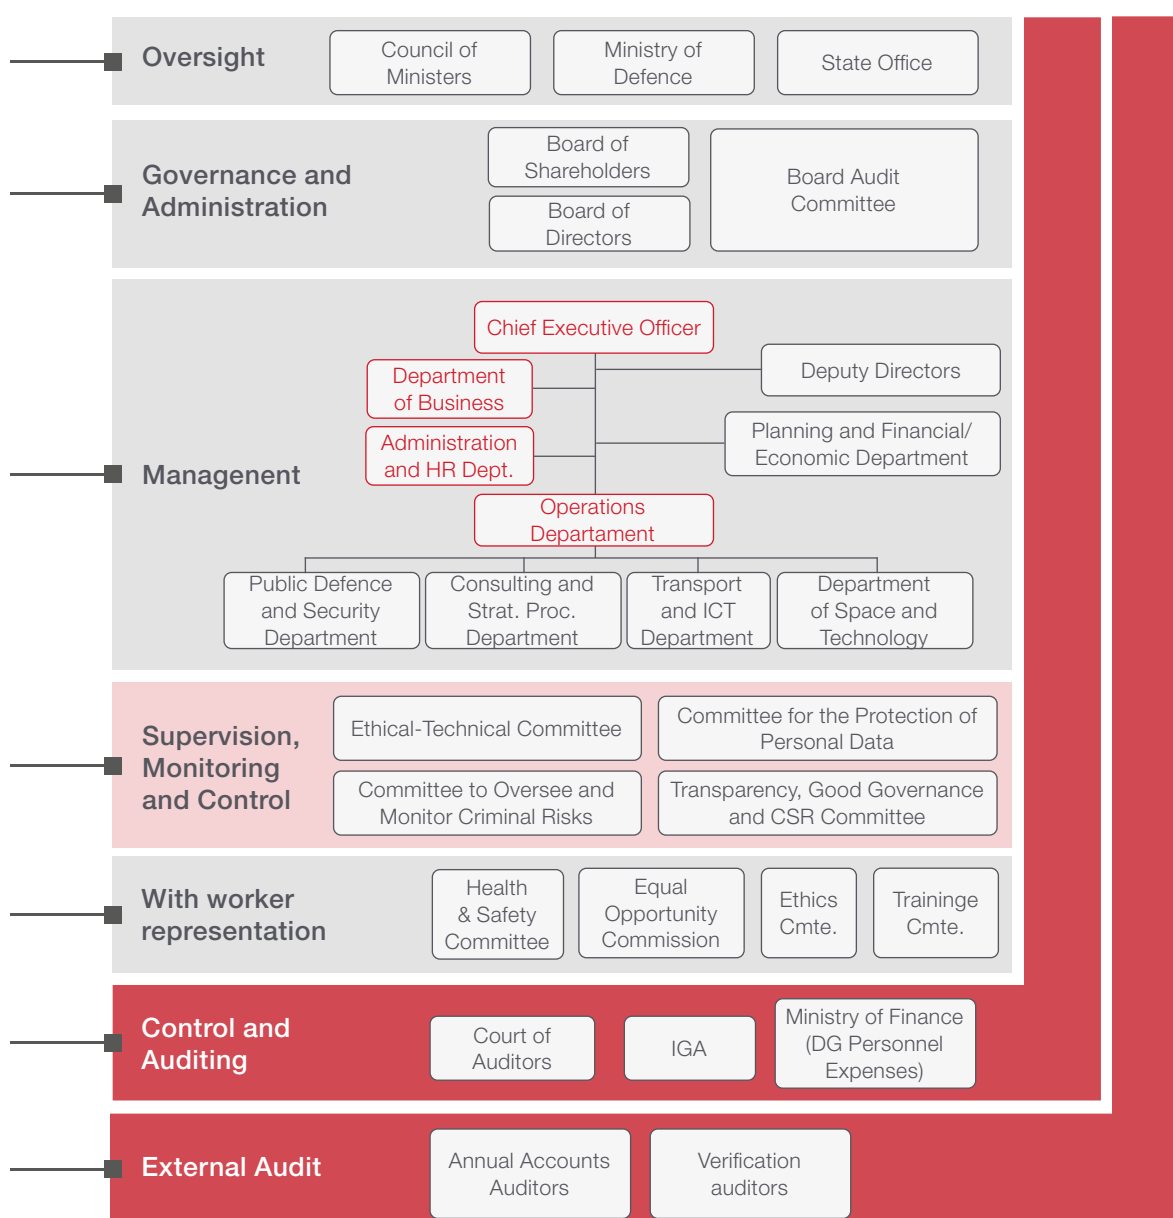 Oversight
Council of
Ministers
Ministry of
Defence
State Office
Governance and
Administration
Board of
Shareholders
Board of
Directors
Board Audit
Committee
Management
Chief Executive Officer
Department
of Business
Deputy Directors
Administration
and HR Dept.
Planning and Financial/
Economic Department
Operations
Departament
Public Defence
and Security
Department
Consulting and
Strat. Proc.
Department
Transport
and ICT
Department
Department
of Space and
Technology
Supervision,
Monitoring
and Control
Ethical-Technical Committee
Committee for the Protection of
Personal Data
Committee to Oversee and
Monitor Criminal Risks
Transparency, Good Governance
and CSR Committee
With worker
representation
Health
& Safety
Committee
Equal
Opportunity
Commission
Ethics
Cmte.
Traininge
Cmte.
Control and
Auditing
Court of
Auditors
IGA
Ministry of Finance
(DG Personnel
Expenses)
External Audit
Annual Accounts
Auditors
Verification
auditors